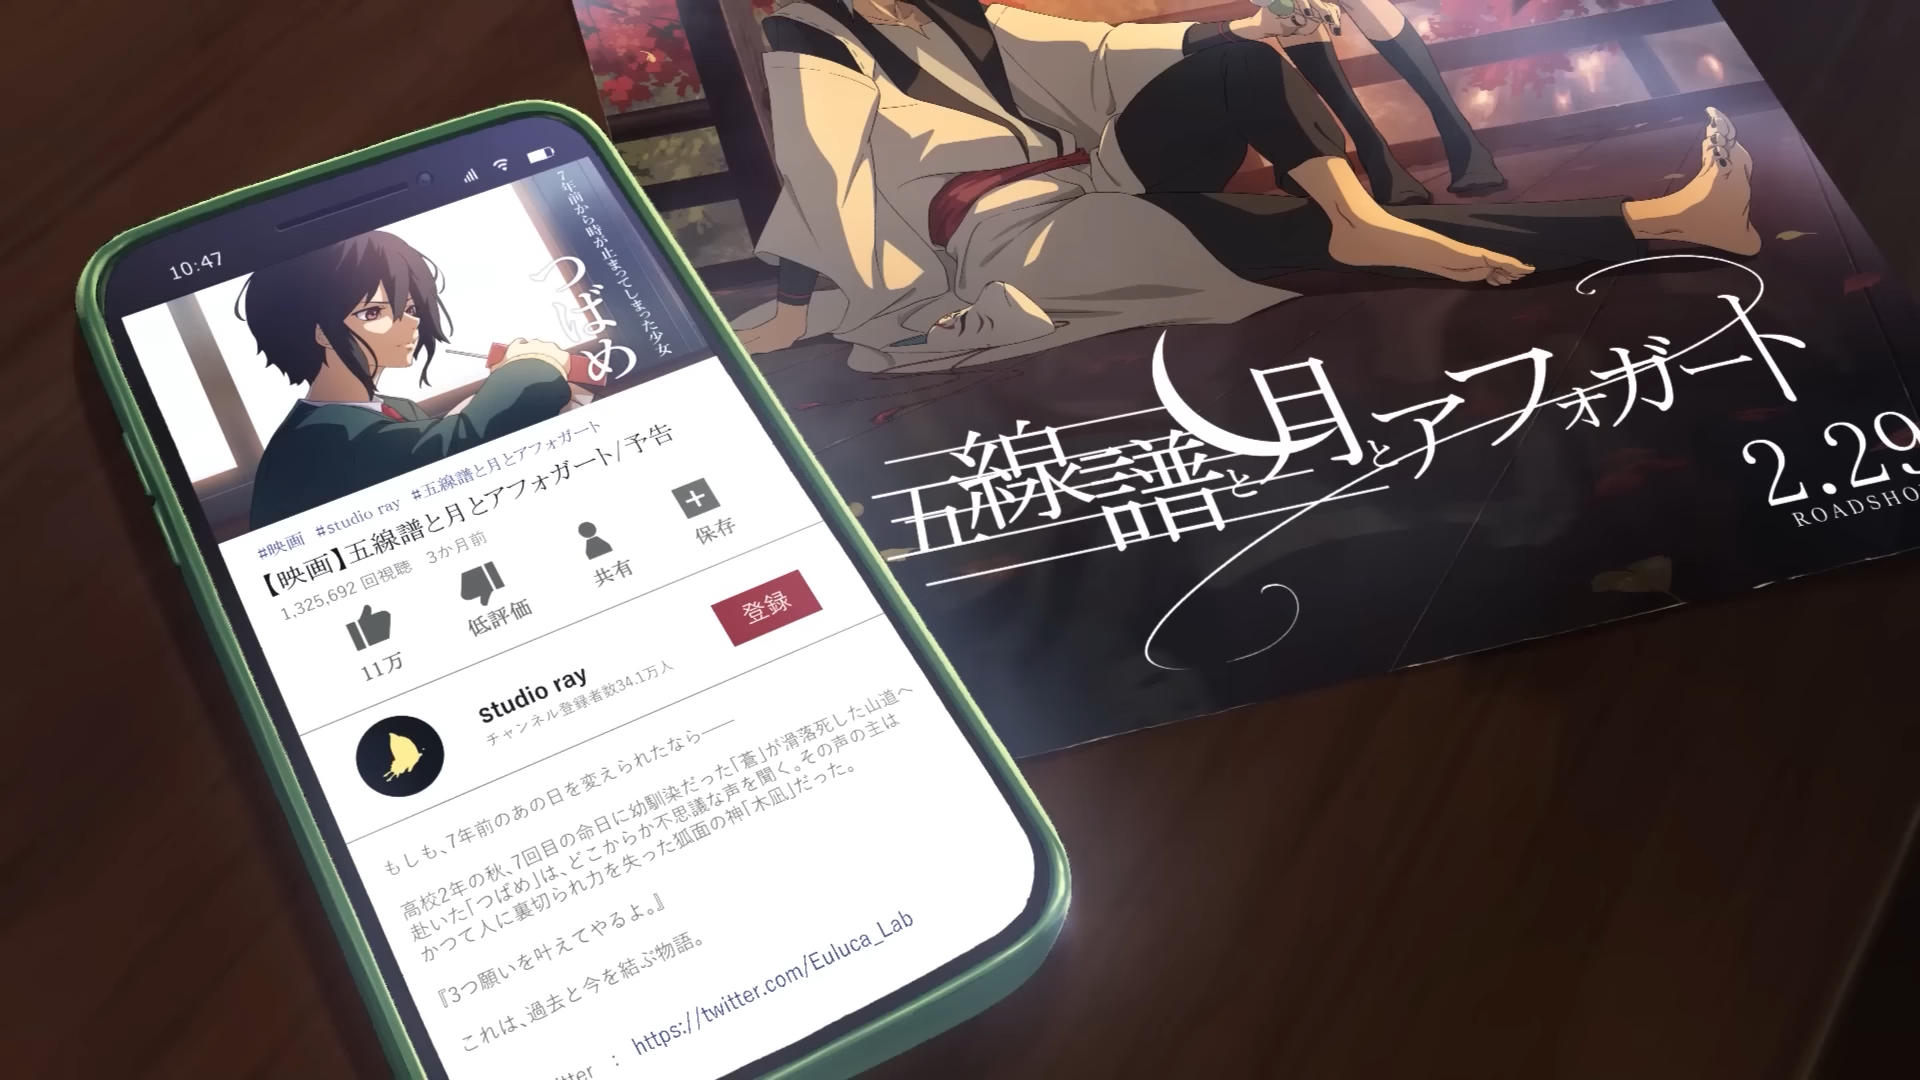 10:47
7年前から時が止まってしまった少女
つばめ
#映画 #studio ray #五線譜と月とアフォガート
【映画】五線譜と月とアフォガート/予告
1,325,692 回視聴 3か月前
11万
低評価
共有
保存
studio ray
チャンネル登録者数34.1万人
登録
もしも、7年前のあの日を変えられたなら――
高校2年の秋、7回目の命日に幼馴染だった「蒼」が滑落死した山道へ
赴いた「つばめ」は、どこからか不思議な声を聞く。その声の主は
かつて人に裏切られ力を失った狐面の神「木凪」だった。
『3つ願いを叶えてやるよ。』
これは、過去と今を結ぶ物語。
: https://twitter.com/Euluca_Lab
五線譜と月とアフォガート
2.29